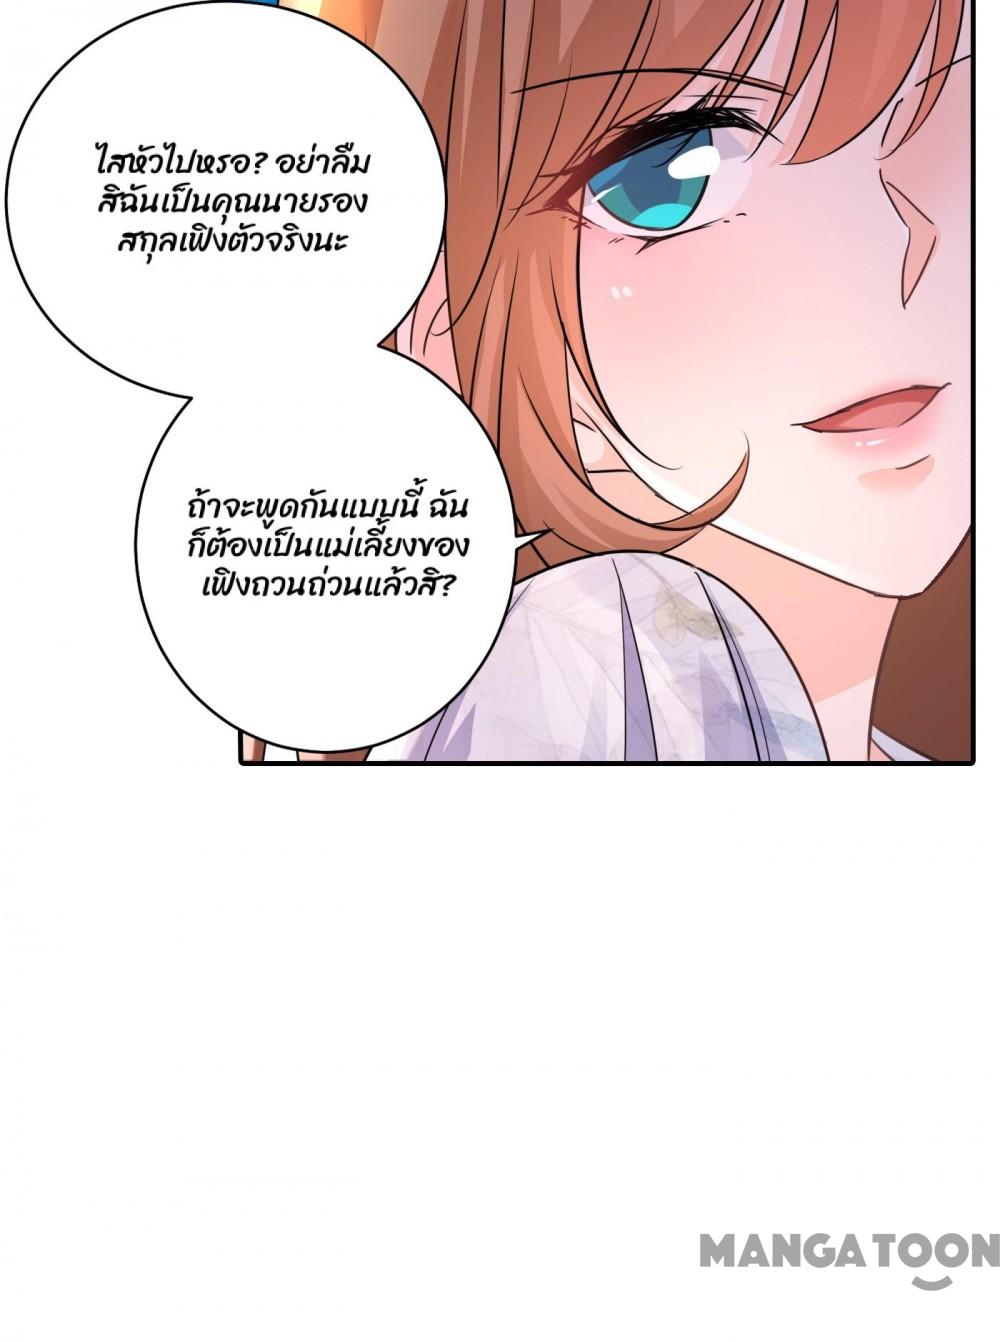 ไสหัวไปหรอ? อย่าลืม
สิฉันเป็นคุณนายรอง
สกุลเฟิงตัวจริงนะ
ถ้าจะพูดกันแบบนี้ ฉัน
ก็ต้องเป็นแม่เลี้ยงของ
เฟิงถวนถ่วนแล้วสิ?
MANGATOON